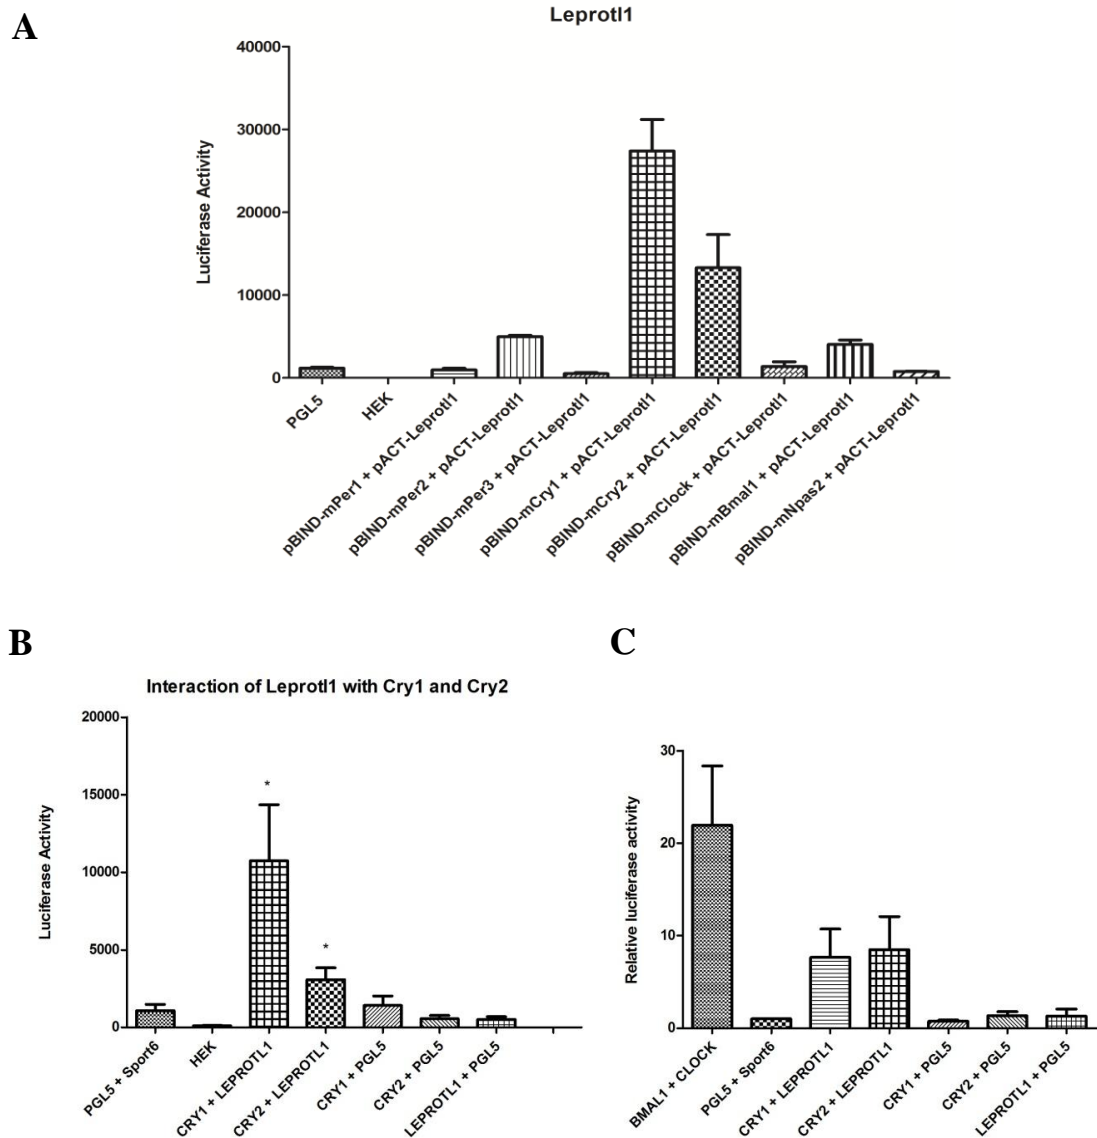 A
Leprotl1
40000
30000
20000
10000
0
Luciferase Activity
PGL5
HEK
pBIND-mPer1 + pACT-Leprotl1
pBIND-mPer2 + pACT-Leprotl1
pBIND-mPer3 + pACT-Leprotl1
pBIND-mCry1 + pACT-Leprotl1
pBIND-mCry2 + pACT-Leprotl1
pBIND-mClock + pACT-Leprotl1
pBIND-mBmal1 + pACT-Leprotl1
pBIND-mNpas2 + pACT-Leprotl1
B
Interaction of Leprotl1 with Cry1 and Cry2
20000
15000
10000
5000
0
Luciferase Activity
*
*
PGL5 + Sport6
HEK
CRY1 + LEPROTL1
CRY2 + LEPROTL1
CRY1 + PGL5
CRY2 + PGL5
LEPROTL1 + PGL5
C
30
20
10
0
Relative luciferase activity
BMAL1 + CLOCK
PGL5 + Sport6
CRY1 + LEPROTL1
CRY2 + LEPROTL1
CRY1 + PGL5
CRY2 + PGL5
LEPROTL1 + PGL5